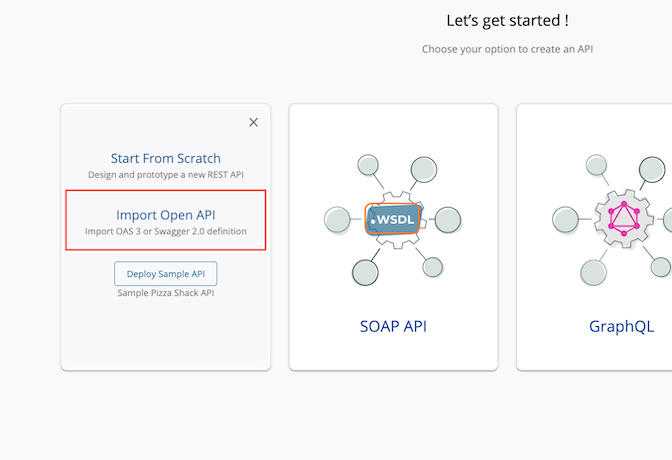 Let's get started !
Choose your option to create an API
Start From Scratch
Design and prototype a new REST API
Import Open API
Import OAS 3 or Swagger 2.0 definition
Deploy Sample API
Sample Pizza Shack API
WSDL
SOAP API
GraphQL